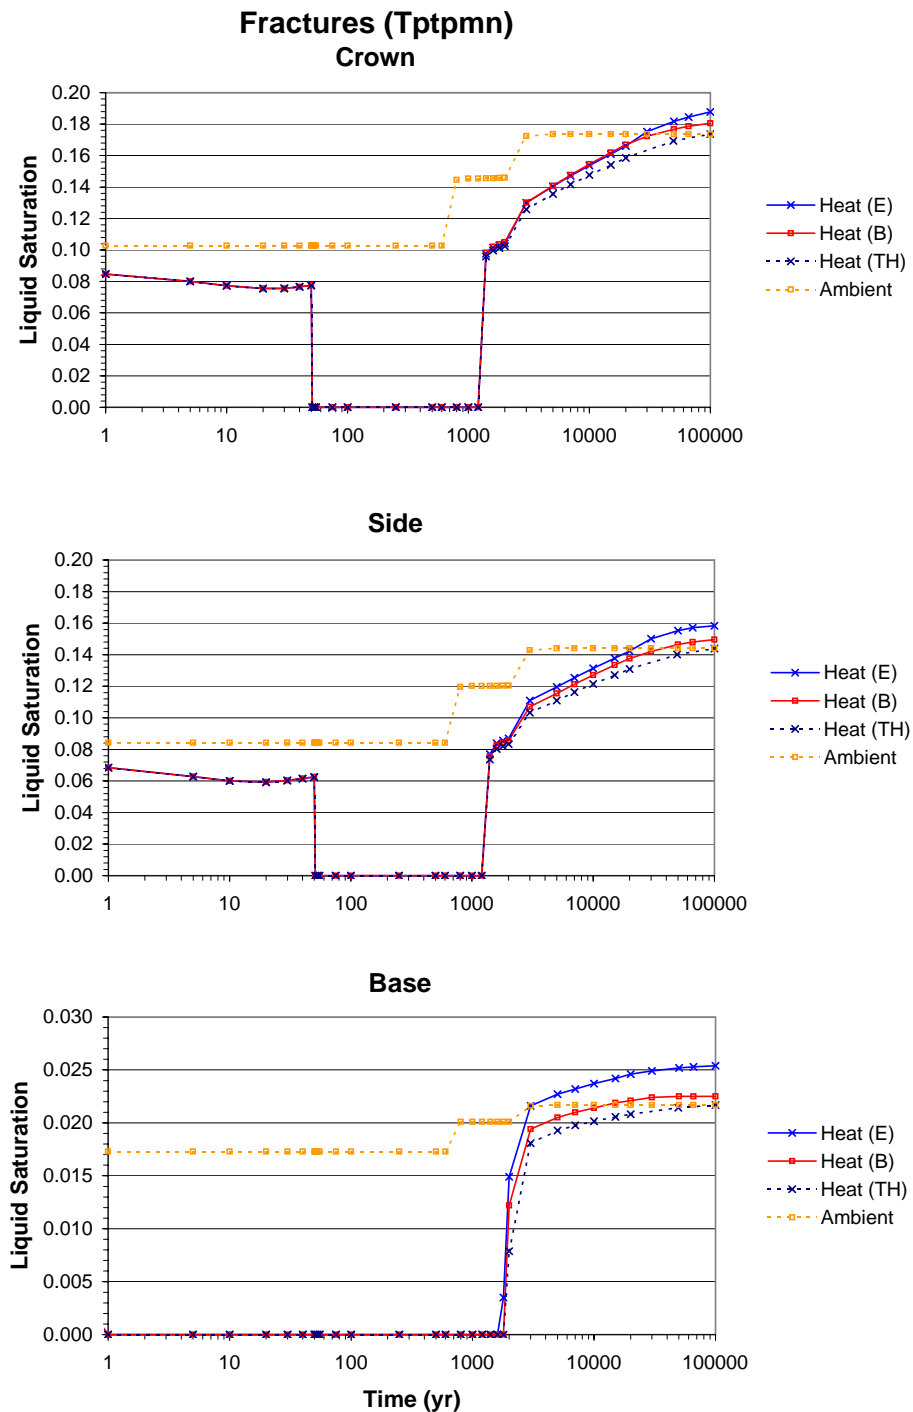 Fractures (Tptpmn)
Crown
Liquid Saturation
0.20
0.18
0.16
0.14
0.12
0.10
0.08
0.06
0.04
0.02
0.00
1 10 100 1000 10000 100000
Heat (E)
Heat (B)
Heat (TH)
Ambient
Side
Liquid Saturation
0.20
0.18
0.16
0.14
0.12
0.10
0.08
0.06
0.04
0.02
0.00
1 10 100 1000 10000 100000
Heat (E)
Heat (B)
Heat (TH)
Ambient
Base
Liquid Saturation
0.030
0.025
0.020
0.015
0.010
0.005
0.000
1 10 100 1000 10000 100000
Time (yr)
Heat (E)
Heat (B)
Heat (TH)
Ambient